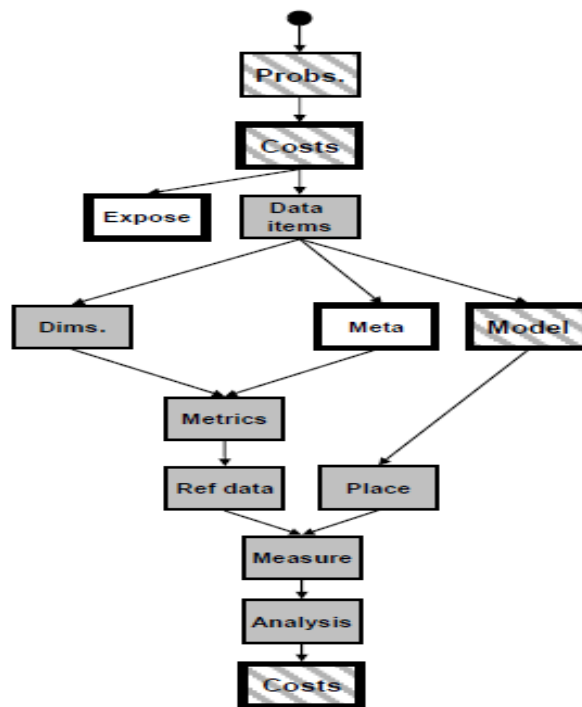 Probs.
Costs
Expose
Data
items
Dims.
Meta
Model
Metrics
Ref data
Place
Measure
Analysis
Costs